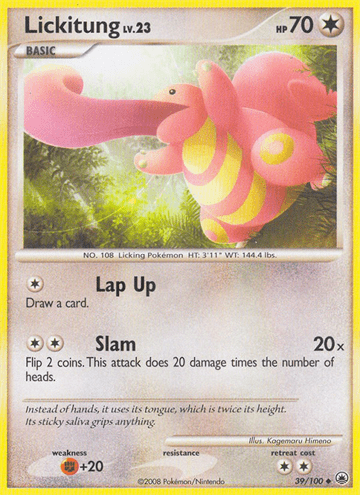 Lickitung LV.23 HP 70
BASIC
NO. 108 Licking Pokémon HT: 3'11" WT: 144.4 lbs.
Lap Up
Draw a card.
Slam 20x
Flip 2 coins. This attack does 20 damage times the number of
heads.
Instead of hands, it uses its tongue, which is twice its height.
Its sticky saliva grips anything.
Illus. Kagemaru Himeno
weakness resistance retreat cost
+20
©2008 Pokémon/Nintendo 39/100